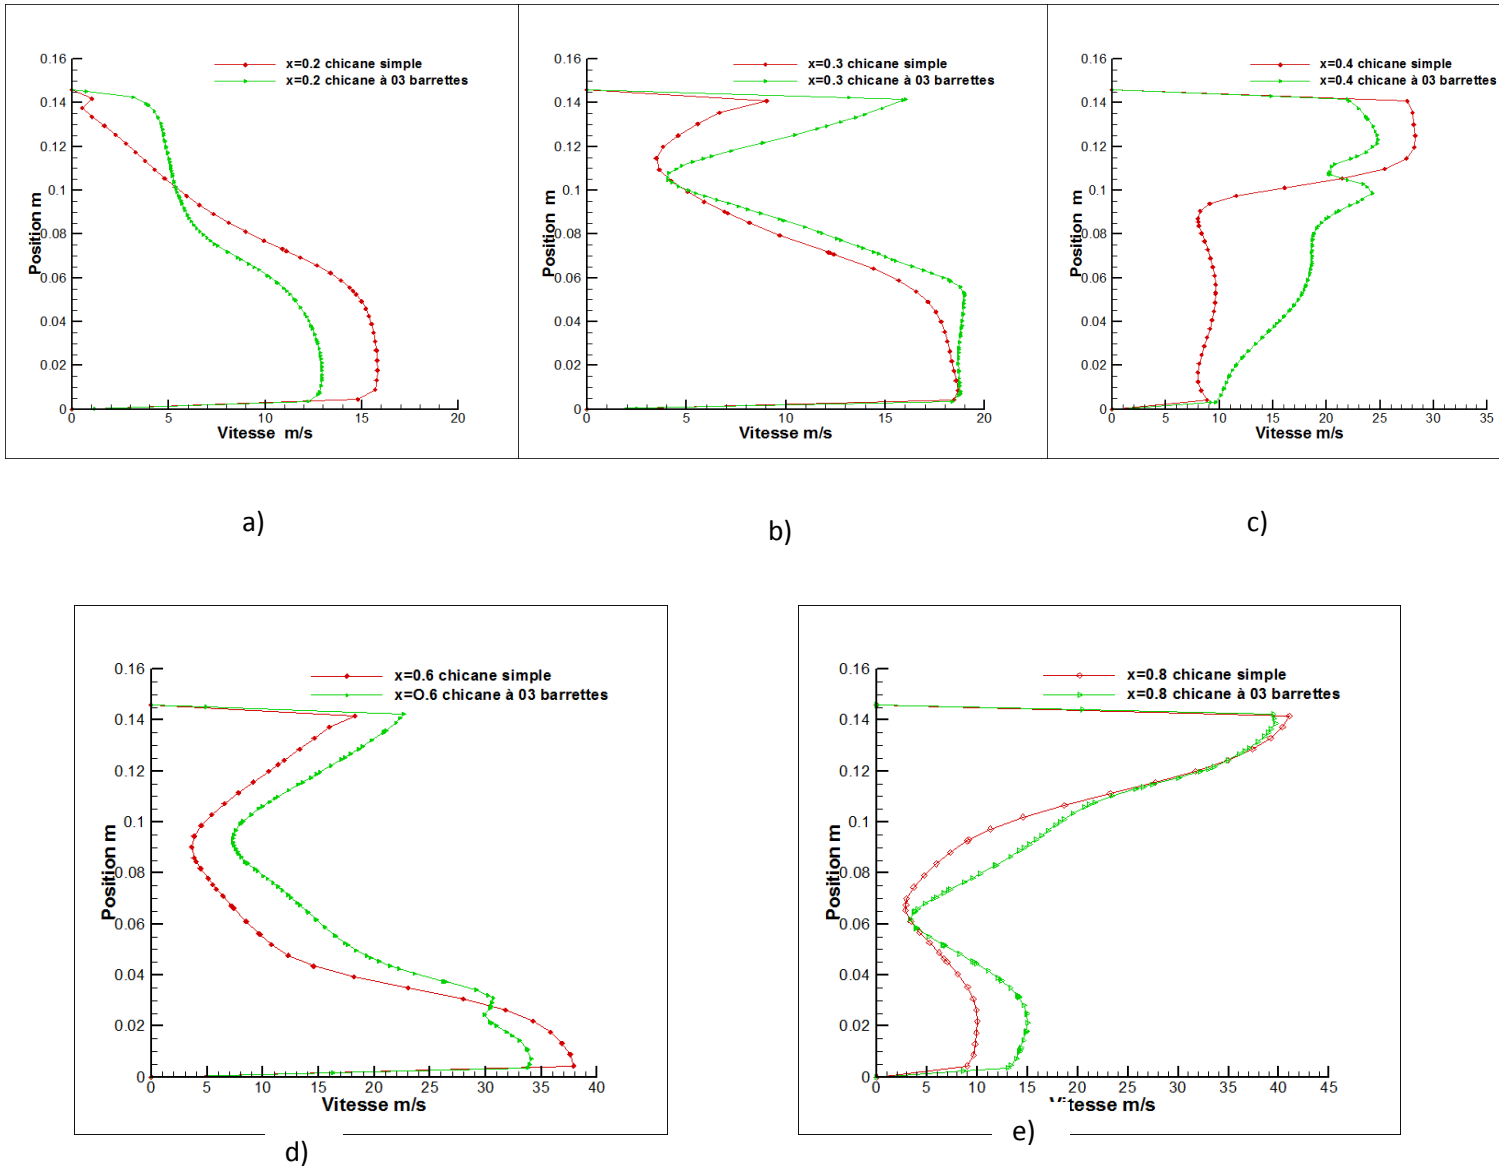 x=0.2 chicane simple
x=0.2 chicane à 03 barrettes
0.16
0.14
0.12
0.1
0.08
0.06
0.04
0.02
0
Position m
0 5 10 15 20
Vitesse m/s
a)
x=0.3 chicane simple
x=0.3 chicane à 03 barrettes
0.16
0.14
0.12
0.1
0.08
0.06
0.04
0.02
0
Position m
0 5 10 15 20
Vitesse m/s
b)
x=0.4 chicane simple
x=0.4 chicane à 03 barrettes
0.16
0.14
0.12
0.1
0.08
0.06
0.04
0.02
0
Position m
0 5 10 15 20 25 30 35
Vitesse m/s
c)
x=0.6 chicane simple
x=O.6 chicane à 03 barrettes
0.16
0.14
0.12
0.1
0.08
0.06
0.04
0.02
0
Position m
0 5 10 15 20 25 30 35 40
Vitesse m/s
d)
x=0.8 chicane simple
x=0.8 chicane à 03 barrettes
0.16
0.14
0.12
0.1
0.08
0.06
0.04
0.02
0
Position m
0 5 10 15 20 25 30 35 40 45
Vitesse m/s
e)